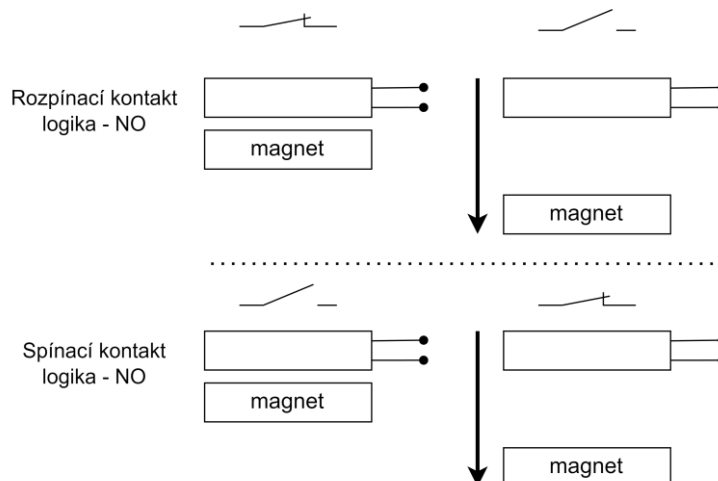 Rozpínací kontakt
logika - NO
magnet
magnet
Spínací kontakt
logika - NO
magnet
magnet